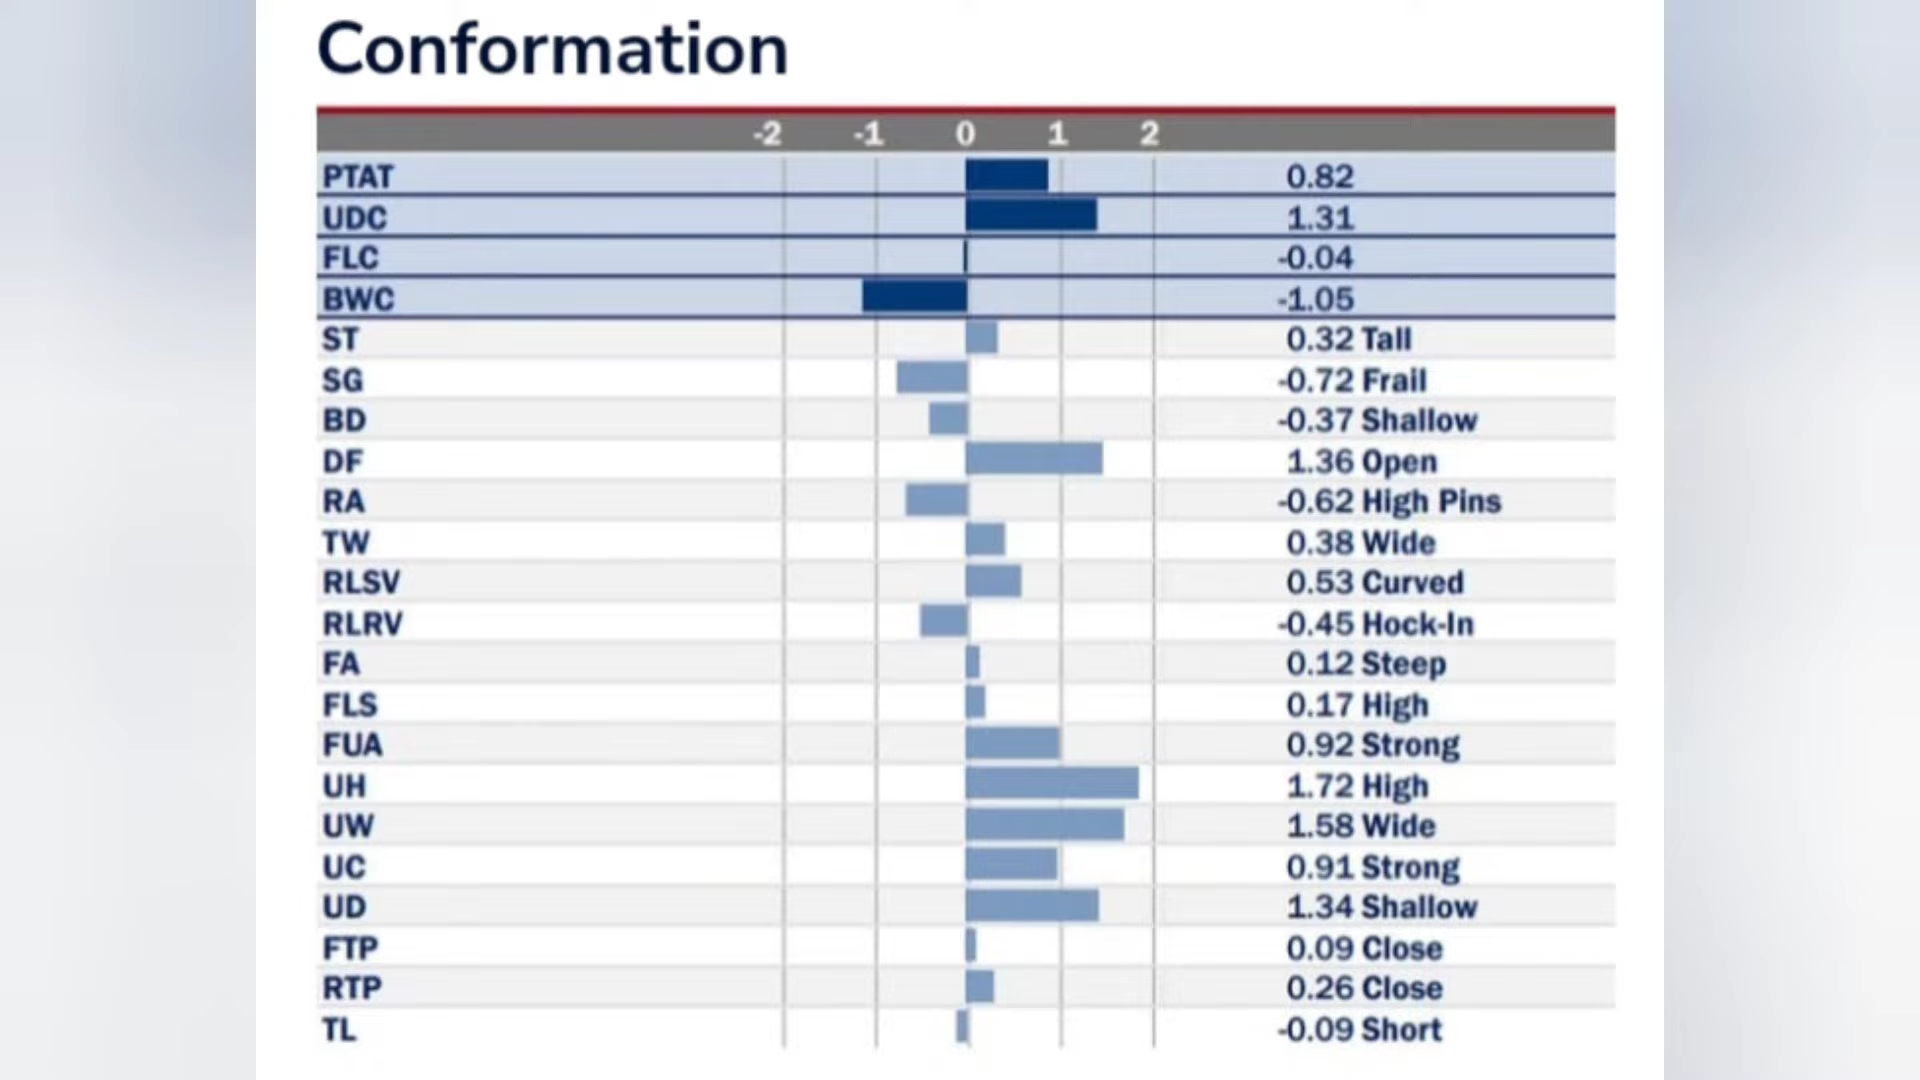 Conformation
-2 -1 0 1 2
PTAT 0.82
UDC 1.31
FLC -0.04
BWC -1.05
ST 0.32 Tall
SG -0.72 Frail
BD -0.37 Shallow
DF 1.36 Open
RA -0.62 High Pins
TW 0.38 Wide
RLSV 0.53 Curved
RLRV -0.45 Hock-In
FA 0.12 Steep
FLS 0.17 High
FUA 0.92 Strong
UH 1.72 High
UW 1.58 Wide
UC 0.91 Strong
UD 1.34 Shallow
FTP 0.09 Close
RTP 0.26 Close
TL -0.09 Short